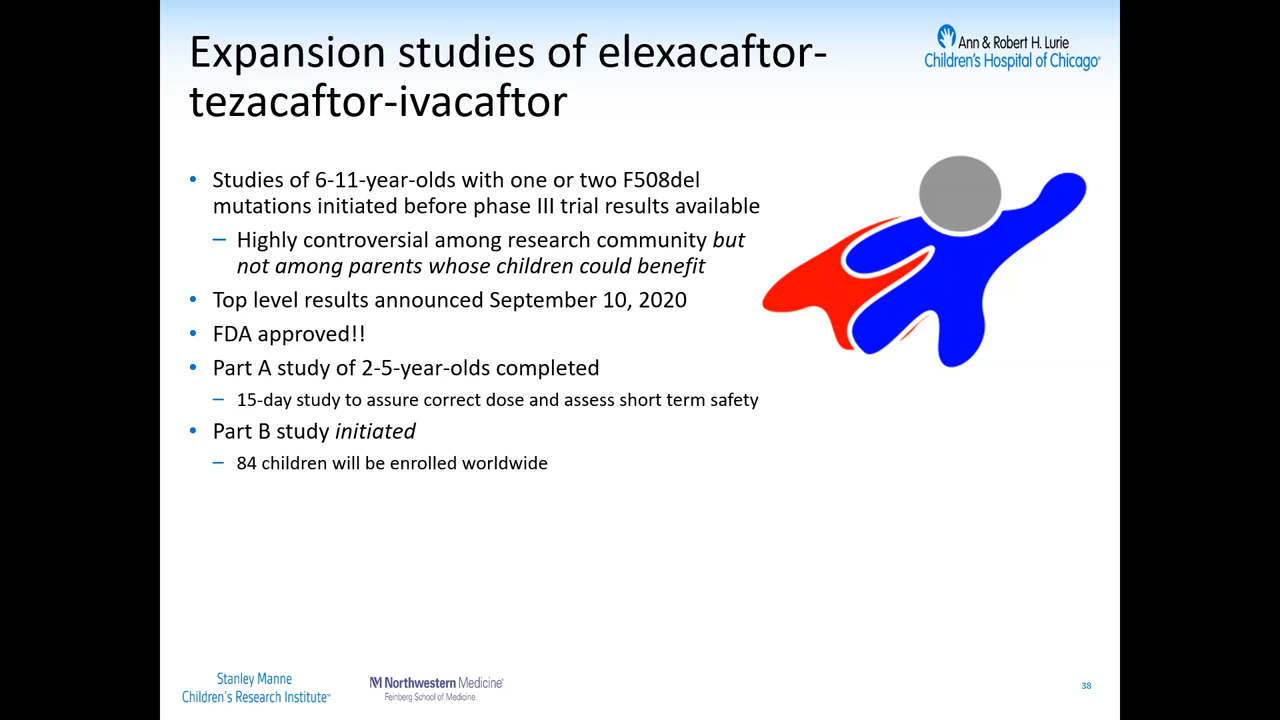 Expansion studies of elexacaftor-
tezacaftor-ivacaftor
Ann & Robert H. Lurie
Children's Hospital of Chicago®
• Studies of 6-11-year-olds with one or two F508del
mutations initiated before phase III trial results available
– Highly controversial among research community but
not among parents whose children could benefit
• Top level results announced September 10, 2020
• FDA approved!!
• Part A study of 2-5-year-olds completed
– 15-day study to assure correct dose and assess short term safety
• Part B study initiated
– 84 children will be enrolled worldwide
Stanley Manne
Children's Research Institute™
Northwestern Medicine®
Feinberg School of Medicine
38